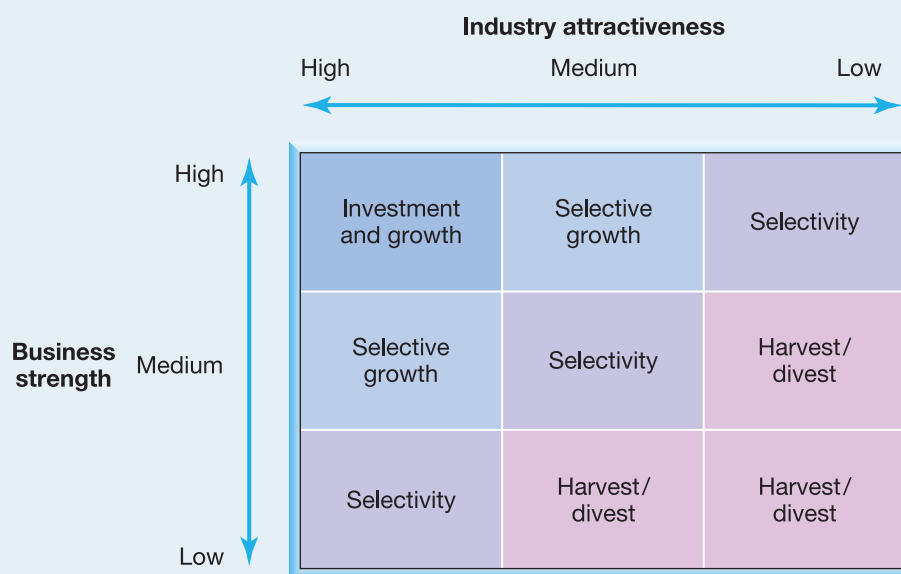 Industry attractiveness
High Medium Low
High
Investment
and growth
Selective
growth
Selectivity
Business
strength
Medium
Selective
growth
Selectivity
Harvest/
divest
Selectivity
Harvest/
divest
Harvest/
divest
Low